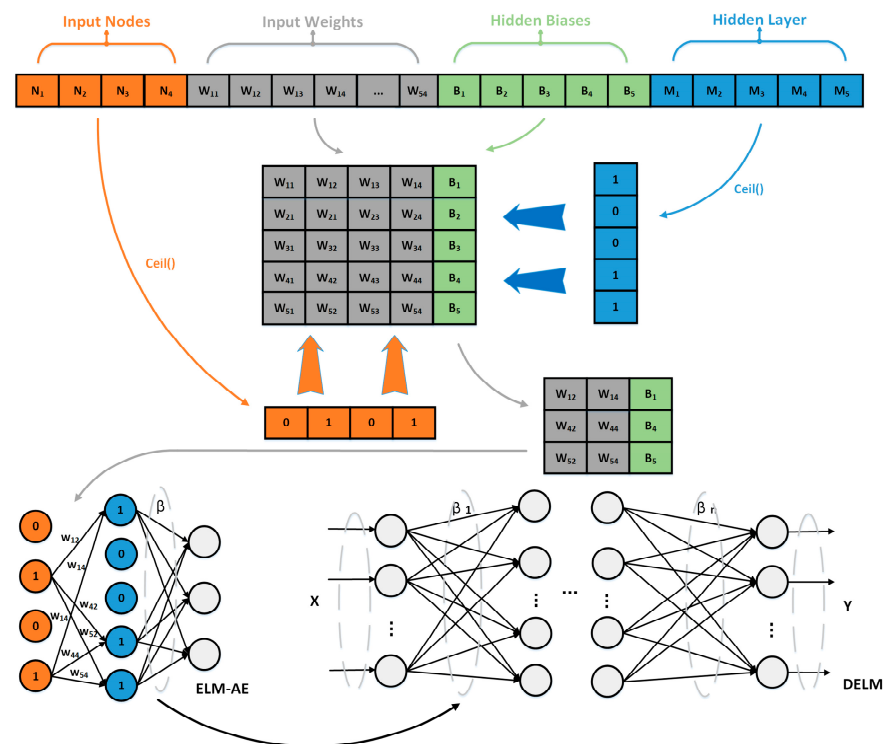 Input Nodes Input Weights Hidden Biases Hidden Layer
N1 N2 N3 N4 W11 W12 W13 W14 ... W54 B1 B2 B3 B4 B5 M1 M2 M3 M4 M5
W11 W12 W13 W14 B1
W21 W21 W23 W24 B2
W31 W32 W33 W34 B3
W41 W42 W43 W44 B4
W51 W52 W53 W54 B5
1
0
0
1
1
Ceil()
Ceil()
0 1 0 1
W12 W14 B1
W42 W44 B4
W52 W54 B5
0
1
0
1
W12
W14
W42
W14
W52
W44
W54
1
0
0
1
1
β
ELM-AE
X
β 1
...
β n
Y
DELM